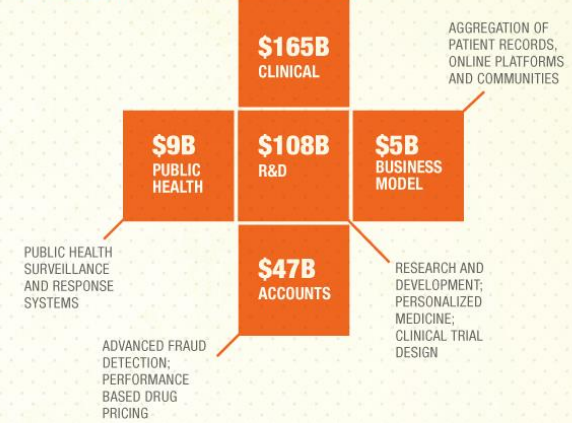 $165B
CLINICAL
AGGREGATION OF
PATIENT RECORDS,
ONLINE PLATFORMS
AND COMMUNITIES
$9B
PUBLIC
HEALTH
$108B
R&D
$5B
BUSINESS
MODEL
PUBLIC HEALTH
SURVEILLANCE
AND RESPONSE
SYSTEMS
$47B
ACCOUNTS
RESEARCH AND
DEVELOPMENT;
PERSONALIZED
MEDICINE;
CLINICAL TRIAL
DESIGN
ADVANCED FRAUD
DETECTION;
PERFORMANCE
BASED DRUG
PRICING